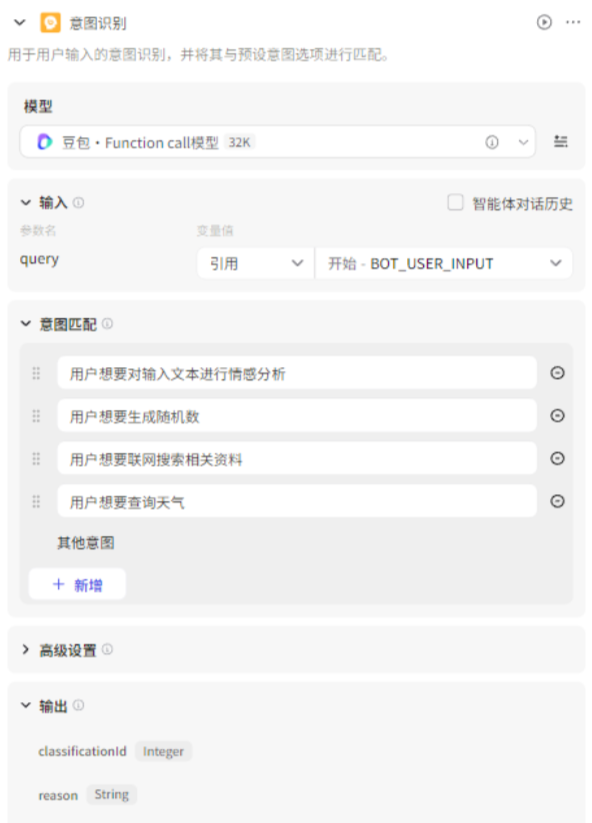 意图识别
用于用户输入的意图识别，并将其与预设意图选项进行匹配。
模型
豆包・Function call模型 32K
输入 智能体对话历史
参数名 变量值
query 引用 开始 - BOT_USER_INPUT
意图匹配
用户想要对输入文本进行情感分析
用户想要生成随机数
用户想要联网搜索相关资料
用户想要查询天气
其他意图
+ 新增
高级设置
输出
classificationId Integer
reason String